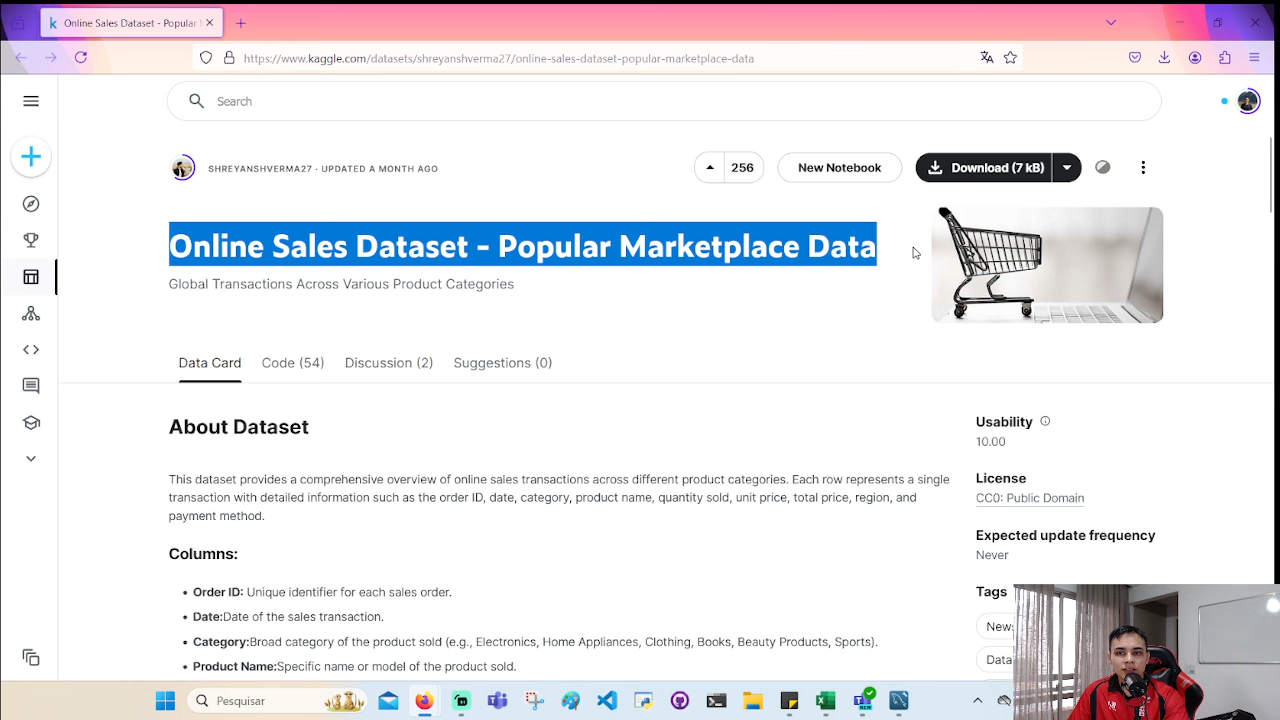 Online Sales Dataset - Popular
https://www.kaggle.com/datasets/shreyanshverma27/online-sales-dataset-popular-marketplace-data
Search
SHREYANSHVERMA27 · UPDATED A MONTH AGO
256
New Notebook
Download (7 kB)
Online Sales Dataset - Popular Marketplace Data
Global Transactions Across Various Product Categories
Data Card
Code (54)
Discussion (2)
Suggestions (0)
About Dataset
This dataset provides a comprehensive overview of online sales transactions across different product categories. Each row represents a single
transaction with detailed information such as the order ID, date, category, product name, quantity sold, unit price, total price, region, and
payment method.
Columns:
• Order ID: Unique identifier for each sales order.
• Date:Date of the sales transaction.
• Category:Broad category of the product sold (e.g., Electronics, Home Appliances, Clothing, Books, Beauty Products, Sports).
• Product Name:Specific name or model of the product sold.
Usability
10.00
License
CC0: Public Domain
Expected update frequency
Never
Tags
News
Data
Pesquisar
NEW